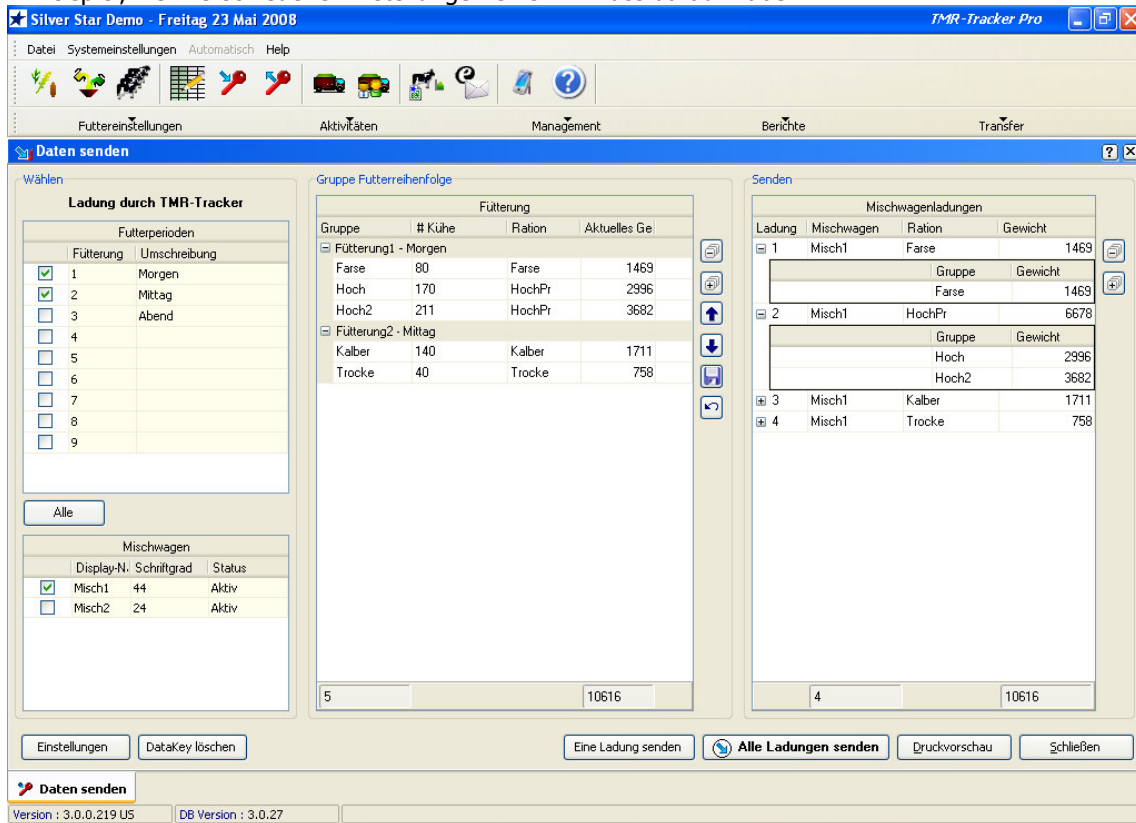 Silver Star Demo - Freitag 23 Mai 2008 TMR-Tracker Pro
Datei Systemeinstellungen Automatisch Help
Futtereinstellungen Aktivitäten Management Berichte Transfer
Daten senden
Wählen
Ladung durch TMR-Tracker
Futterperioden
Fütterung Umschreibung
1 Morgen
2 Mittag
3 Abend
4
5
6
7
8
9
Alle
Mischwagen
Display-N. Schriftgrad Status
Misch1 44 Aktiv
Misch2 24 Aktiv
Gruppe Futterreihenfolge
Fütterung
Gruppe # Kühe Ration Aktuelles Ge
Fütterung1 - Morgen
Farse 80 Farse 1469
Hoch 170 HochPr 2996
Hoch2 211 HochPr 3682
Fütterung2 - Mittag
Kalber 140 Kalber 1711
Trocke 40 Trocke 758
5 10616
Senden
Mischwagenladungen
Ladung Mischwagen Ration Gewicht
1 Misch1 Farse 1469
Gruppe Gewicht
Farse 1469
2 Misch1 HochPr 6678
Gruppe Gewicht
Hoch 2996
Hoch2 3682
3 Misch1 Kalber 1711
4 Misch1 Trocke 758
4 10616
Einstellungen DataKey löschen Eine Ladung senden Alle Ladungen senden Druckvorschau Schließen
Daten senden
Version : 3.0.0.219 US DB Version : 3.0.27